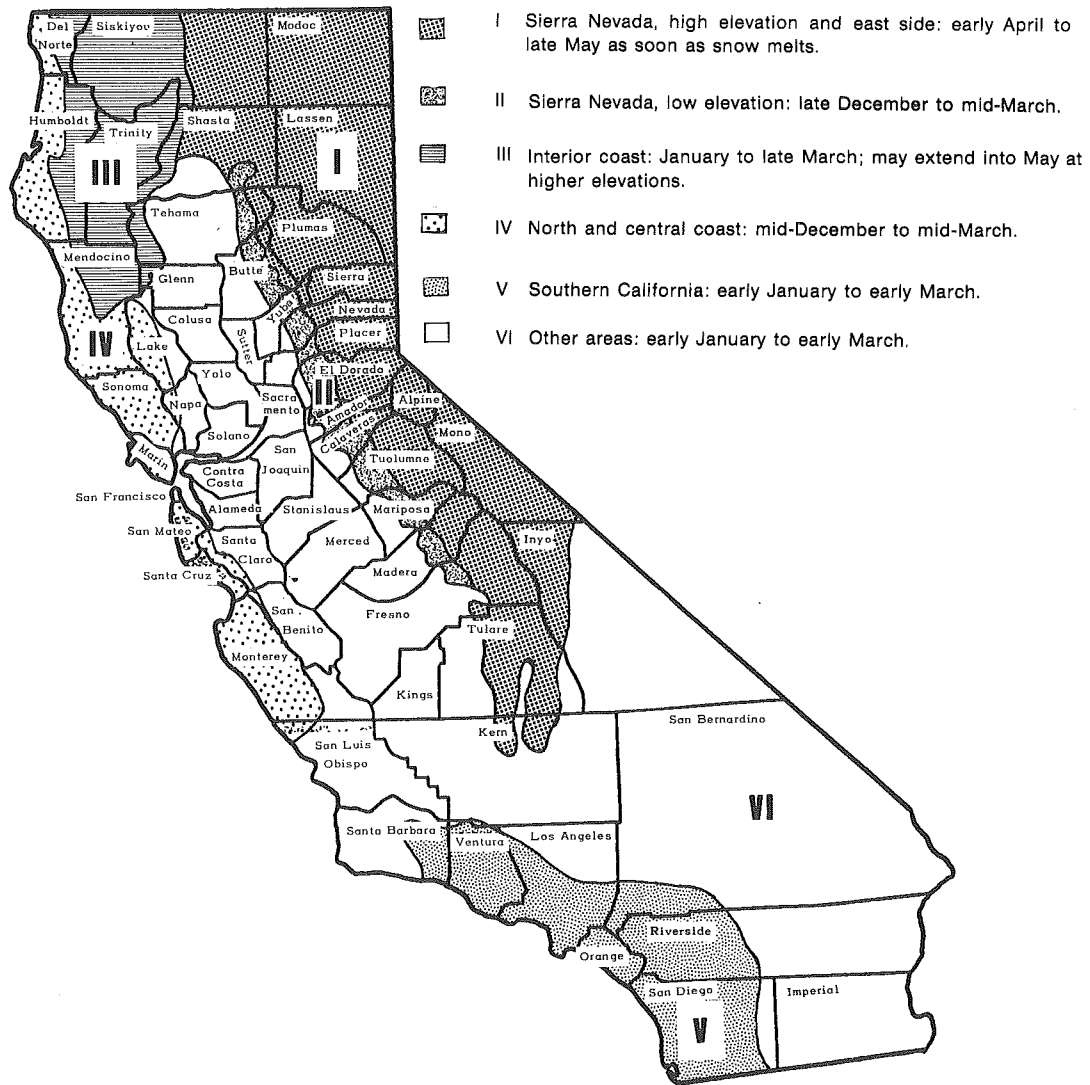 I Sierra Nevada, high elevation and east side: early April to
late May as soon as snow melts.
II Sierra Nevada, low elevation: late December to mid-March.
III Interior coast: January to late March; may extend into May at
higher elevations.
IV North and central coast: mid-December to mid-March.
V Southern California: early January to early March.
VI Other areas: early January to early March.
Del
Norte
Siskiyou
Modoc
Humboldt
Trinity
Shasta
Lassen
III
I
Tehama
Plumas
Mendocino
Glenn
Butte
Sierra
Colusa
Yuba
Nevada
Sutter
Placer
IV
Lake
Yolo
El Dorado
II
Sonoma
Napa
Sacra
mento
Amador
Alpine
Solano
Calaveras
Mono
Marin
Contra
Costa
San
Joaquin
Tuolumne
San Francisco
Alameda
Stanislaus
Mariposa
San Mateo
Santa
Clara
Merced
Inyo
Santa Cruz
Madera
San
Benito
Fresno
Tulare
Monterey
Kings
San Bernardino
Kern
San Luis
Obispo
VI
Santa Barbara
Ventura
Los Angeles
Riverside
Orange
San Diego
Imperial
V